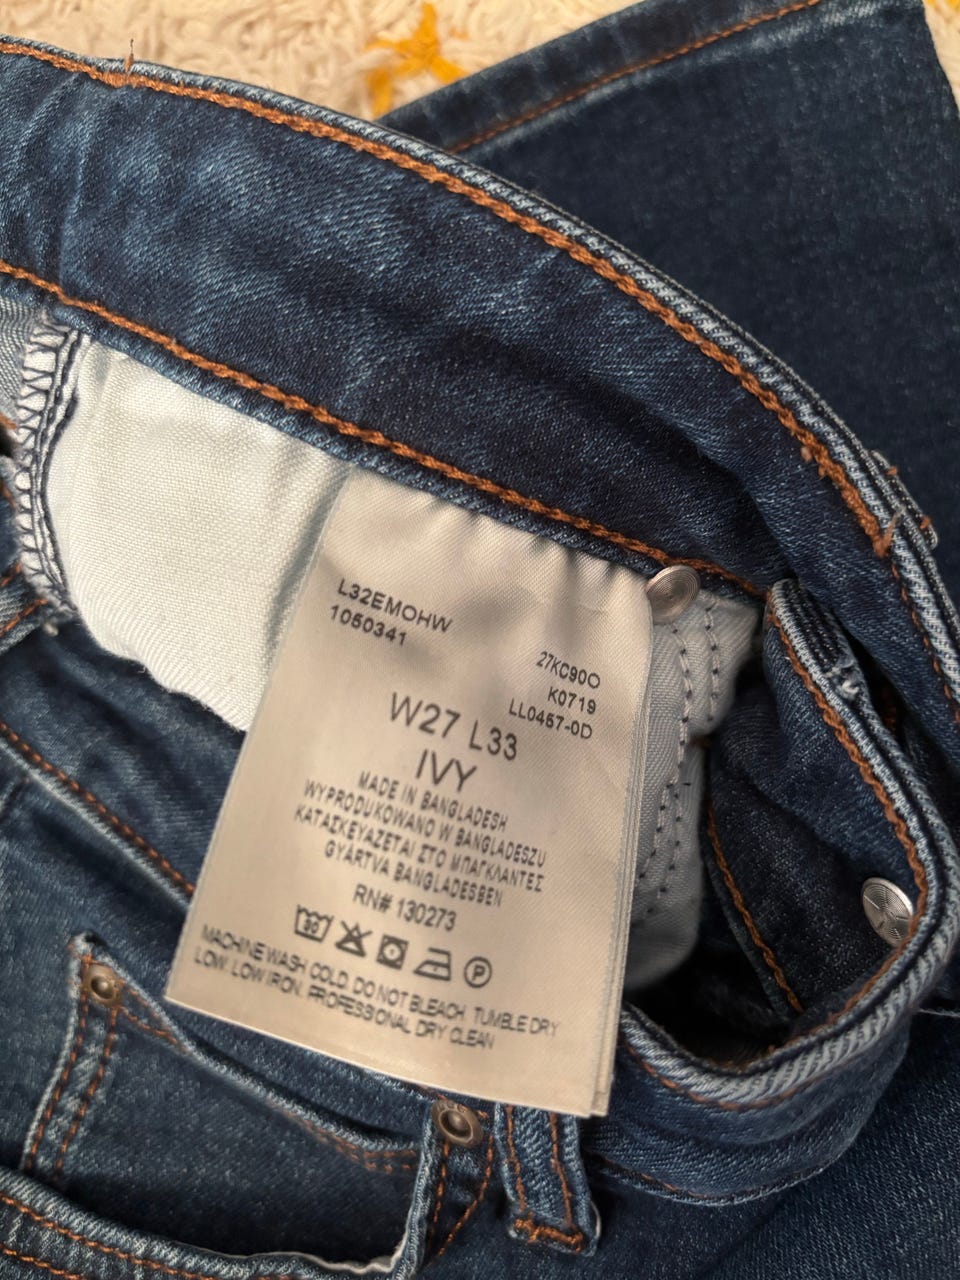 L32EMOHW
1050341
27KC90O
K0719
LL0457-0D
W27 L33
IVY
MADE IN BANGLADESH
WYPRODUKOWANO W BANGLADESZU
ΚΑΤΑΣΚΕΥΑΖΕΤΑΙ ΣΤΟ ΜΠΑΓΚΛΑΝΤΕΣ
GYÁRTVA BANGLADESBEN
RN# 130273
30
P
MACHINE WASH COLD. DO NOT BLEACH. TUMBLE DRY
LOW. LOW IRON. PROFESSIONAL DRY CLEAN